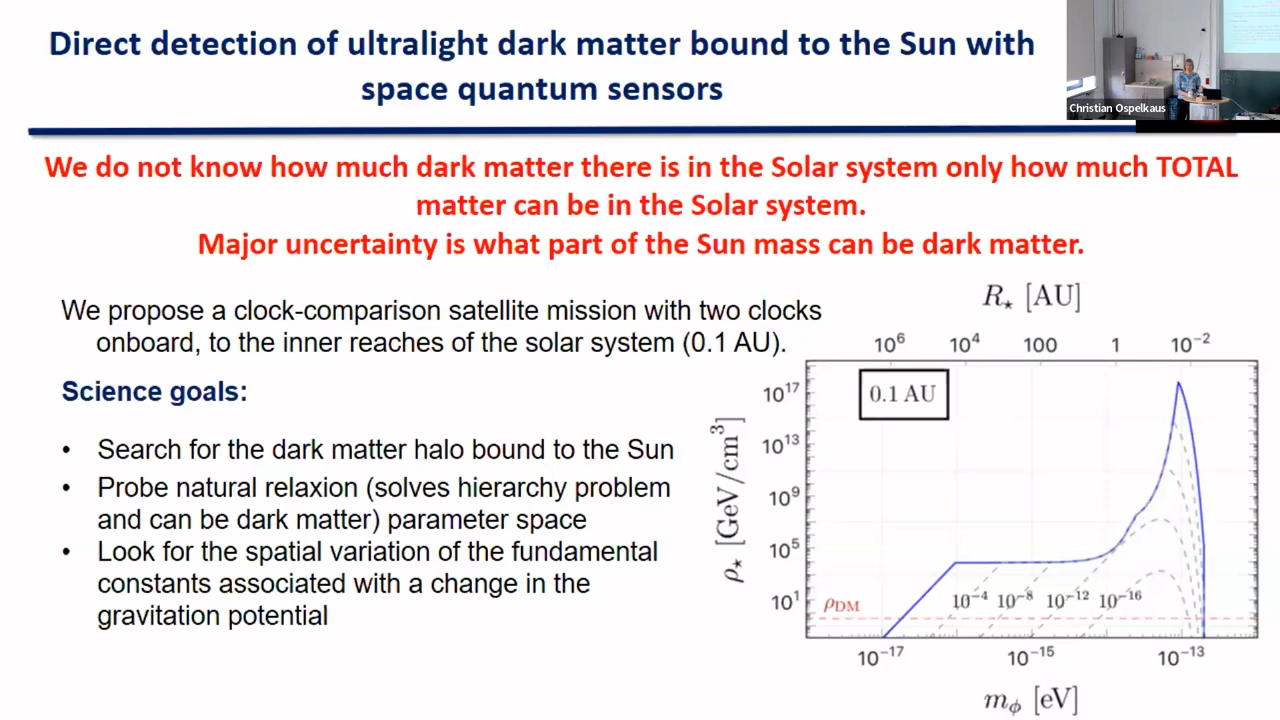 Direct detection of ultralight dark matter bound to the Sun with
space quantum sensors
Christian Ospelkaus
We do not know how much dark matter there is in the Solar system only how much TOTAL
matter can be in the Solar system.
Major uncertainty is what part of the Sun mass can be dark matter.
We propose a clock-comparison satellite mission with two clocks
onboard, to the inner reaches of the solar system (0.1 AU).
Science goals:
• Search for the dark matter halo bound to the Sun
• Probe natural relaxion (solves hierarchy problem
and can be dark matter) parameter space
• Look for the spatial variation of the fundamental
constants associated with a change in the
gravitation potential
R⋆ [AU]
10⁶ 10⁴ 100 1 10⁻²
0.1 AU
ρ⋆ [GeV/cm³]
10¹⁷
10¹³
10⁹
10⁵
10¹
ρDM
10⁻⁴ 10⁻⁸ 10⁻¹² 10⁻¹⁶
10⁻¹⁷ 10⁻¹⁵ 10⁻¹³
mϕ [eV]